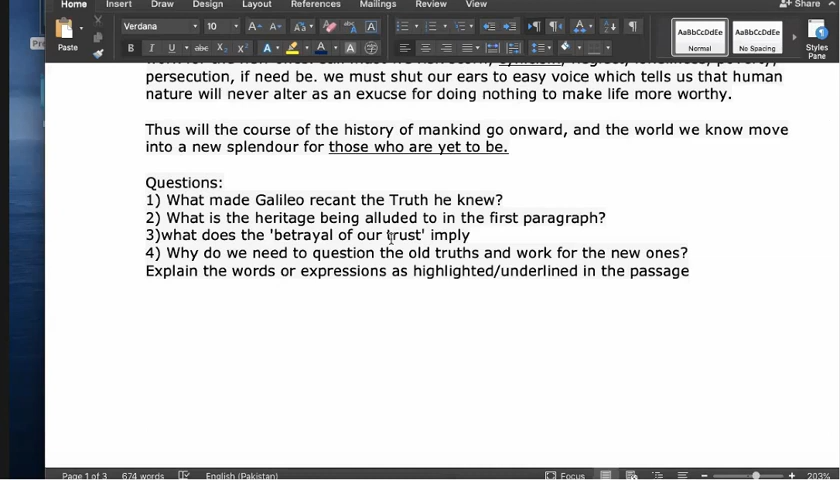 Home Insert Draw Design Layout References Mailings Review View Share
Verdana 10
Paste
AaBbCcDdEe AaBbCcDdEe
Normal No Spacing Styles Pane
persecution, if need be. we must shut our ears to easy voice which tells us that human
nature will never alter as an exucse for doing nothing to make life more worthy.
Thus will the course of the history of mankind go onward, and the world we know move
into a new splendour for those who are yet to be.
Questions:
1) What made Galileo recant the Truth he knew?
2) What is the heritage being alluded to in the first paragraph?
3)what does the 'betrayal of our trust' imply
4) Why do we need to question the old truths and work for the new ones?
Explain the words or expressions as highlighted/underlined in the passage
Page 1 of 3 674 words English (Pakistan) Focus 203%